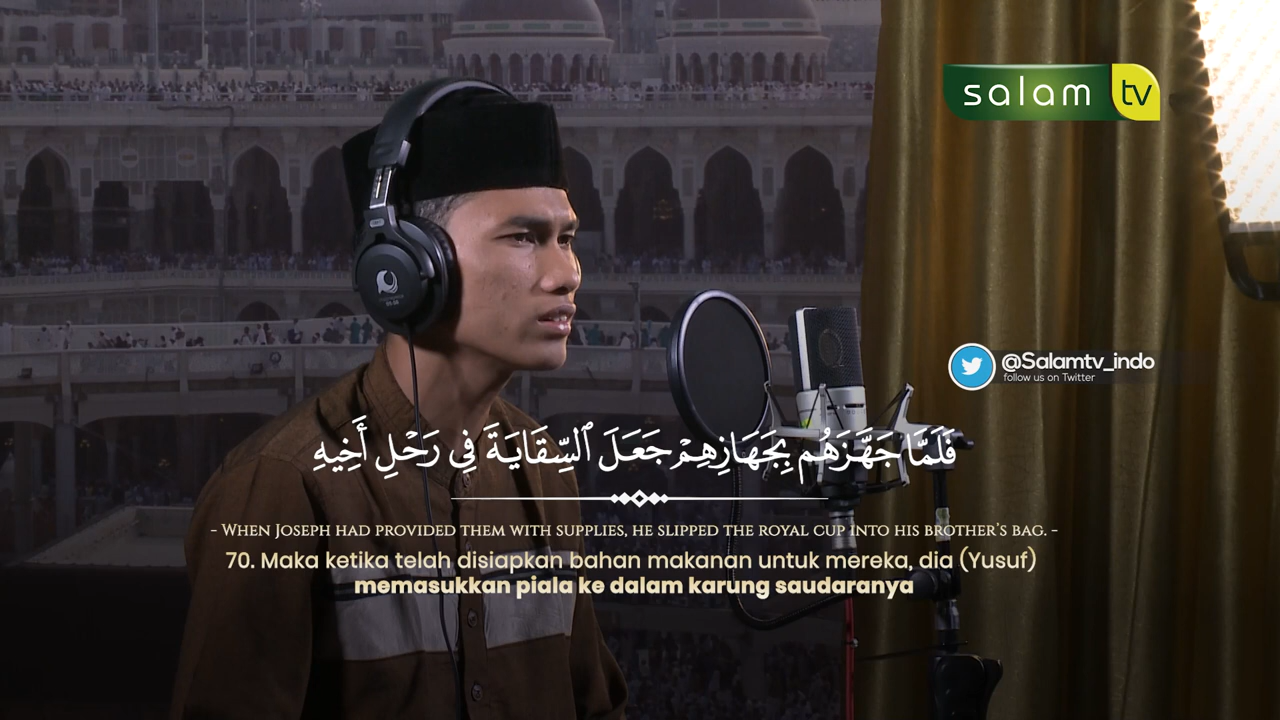 salam tv
@Salamtv_indo
follow us on Twitter
فَلَمَّا جَهَّزَهُم بِجَهَازِهِمْ جَعَلَ ٱلسِّقَايَةَ فِى رَحْلِ أَخِيهِ
- WHEN JOSEPH HAD PROVIDED THEM WITH SUPPLIES, HE SLIPPED THE ROYAL CUP INTO HIS BROTHER'S BAG. -
70. Maka ketika telah disiapkan bahan makanan untuk mereka, dia (Yusuf)
memasukkan piala ke dalam karung saudaranya